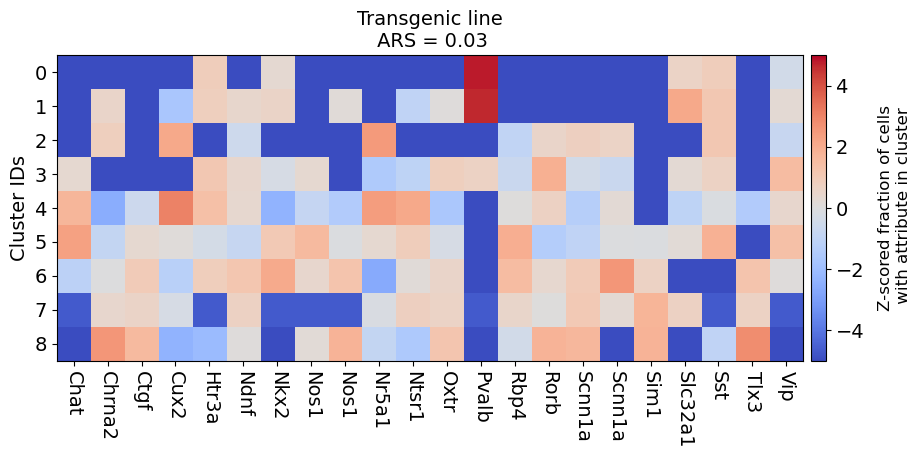 Transgenic line
ARS = 0.03
Cluster IDs
0
1
2
3
4
5
6
7
8
Chat
Chrna2
Ctgf
Cux2
Htr3a
Ndnf
Nkx2
Nos1
Nos1
Nr5a1
Ntsr1
Oxtr
Pvalb
Rbp4
Rorb
Scnn1a
Scnn1a
Sim1
Slc32a1
Sst
Tlx3
Vip
4
2
0
−2
−4
Z-scored fraction of cells
with attribute in cluster